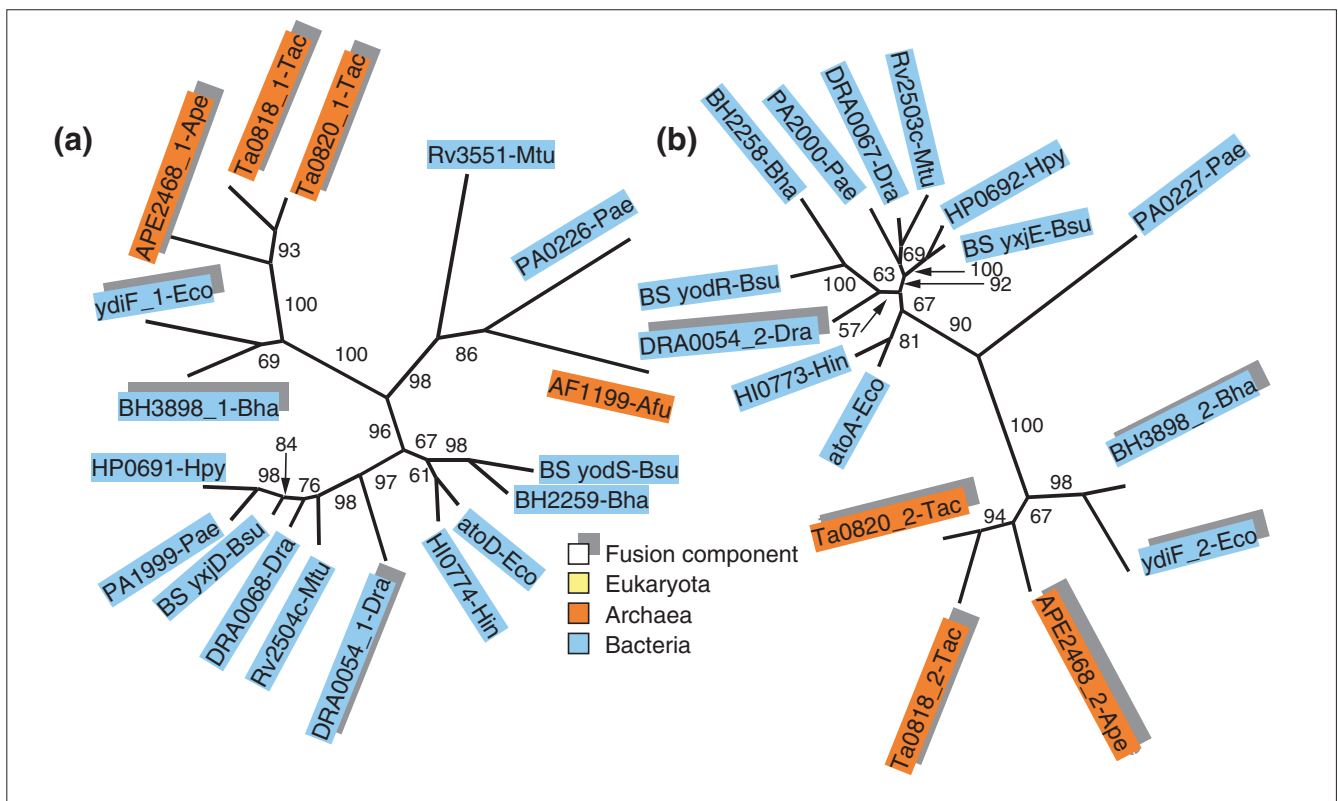 (a)
APE2468_1-Ape
Ta0818_1-Tac
Ta0820_1-Tac
93
ydiF_1-Eco
100
69
BH3898_1-Bha
100
Rv3551-Mtu
PA0226-Pae
86
98
AF1199-Afu
96
67
98
BS yodS-Bsu
BH2259-Bha
61
atoD-Eco
HI0774-Hin
97
84
HP0691-Hpy
98
76
98
PA1999-Pae
BS yxjD-Bsu
DRA0068-Dra
Rv2504c-Mtu
DRA0054_1-Dra
Fusion component
Eukaryota
Archaea
Bacteria
(b)
BH2258-Bha
PA2000-Pae
DRA0067-Dra
Rv2503c-Mtu
HP0692-Hpy
BS yxjE-Bsu
PA0227-Pae
69
63
100
92
BS yodR-Bsu
100
67
DRA0054_2-Dra
57
90
81
HI0773-Hin
atoA-Eco
100
BH3898_2-Bha
98
Ta0820_2-Tac
94
67
ydiF_2-Eco
Ta0818_2-Tac
APE2468_2-Ape